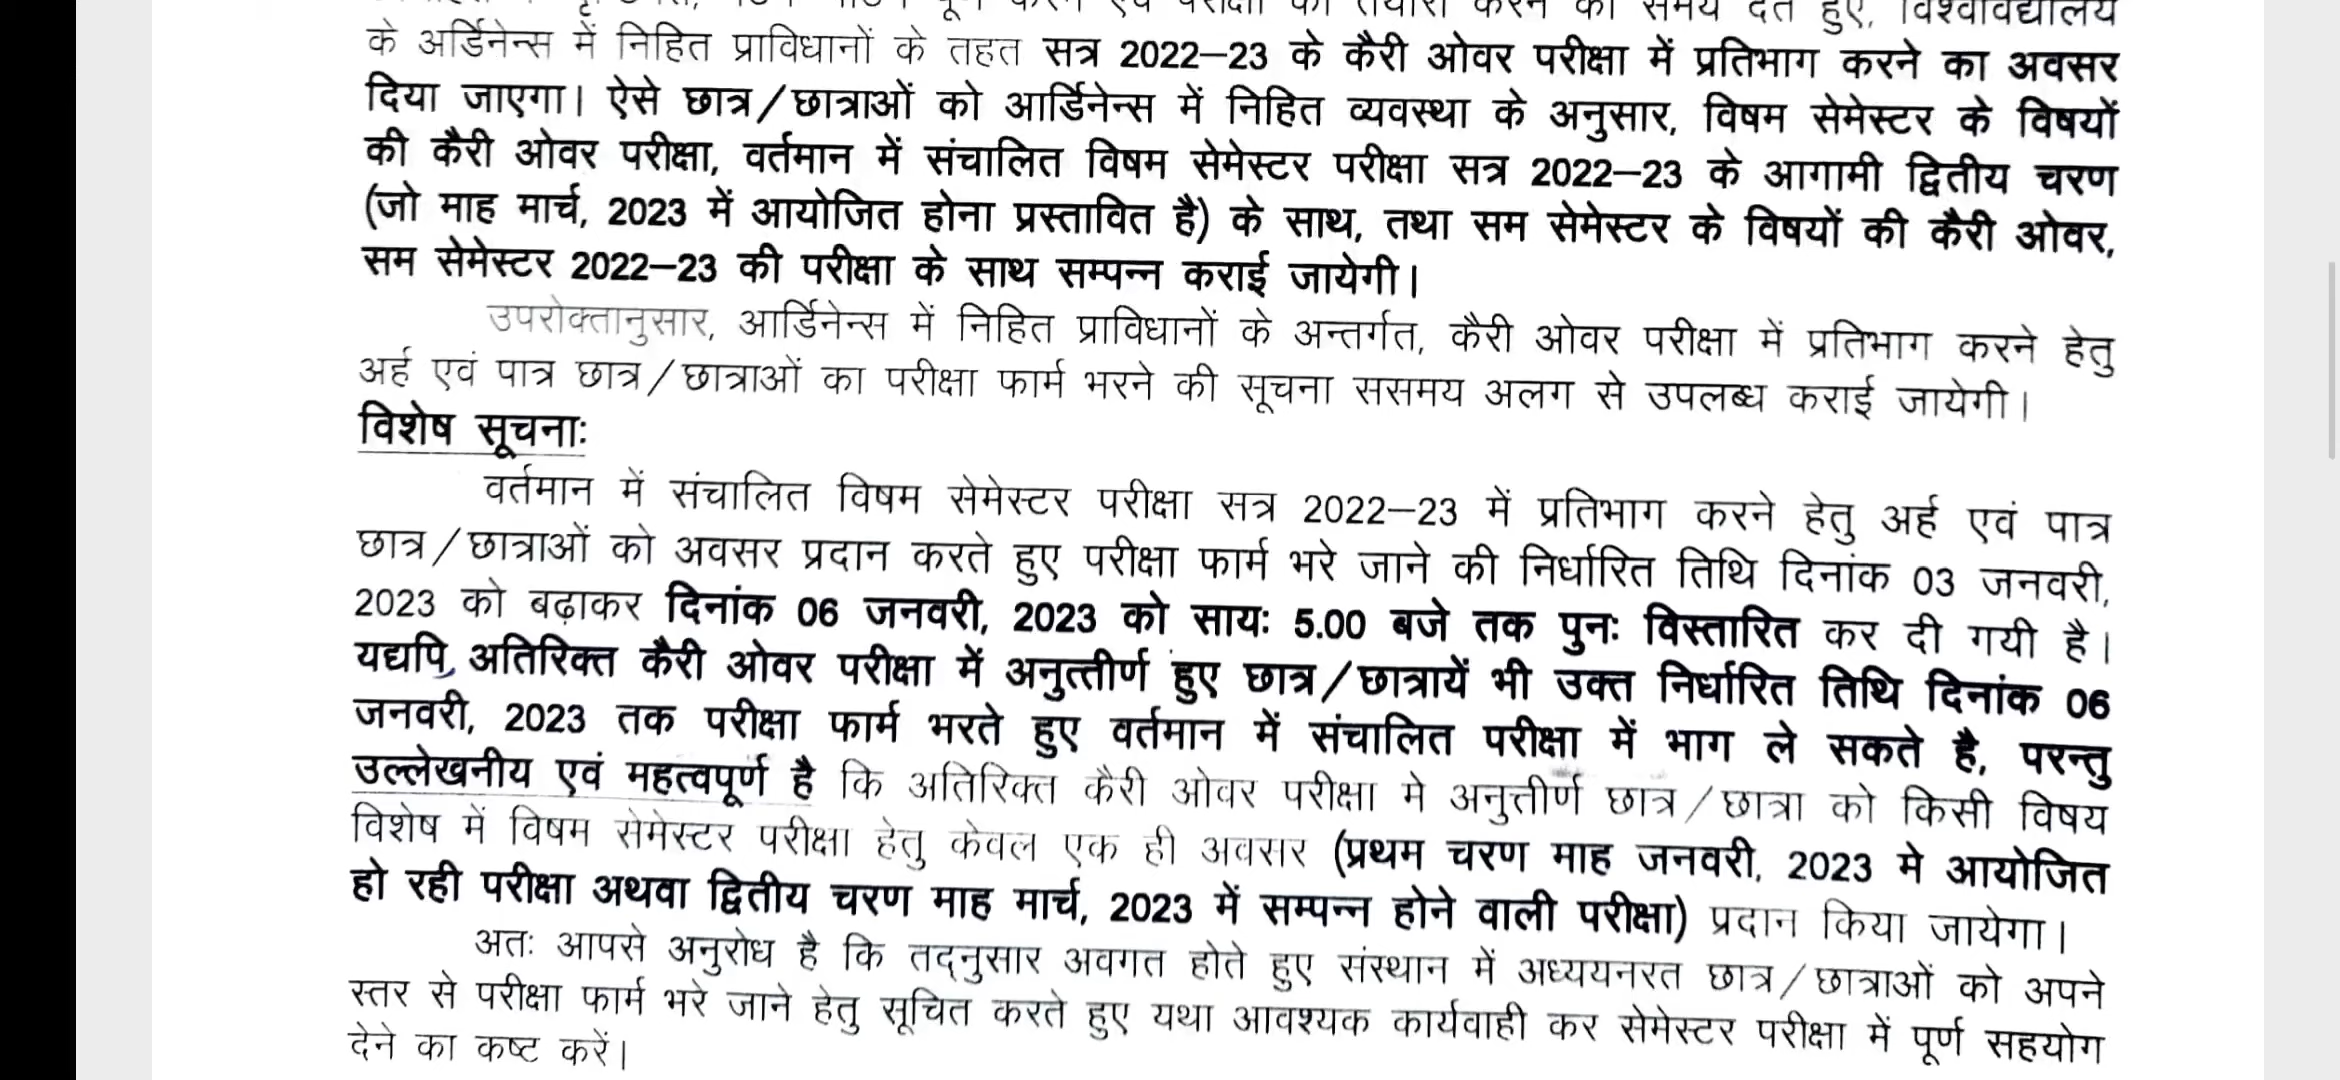 करने एवं परीक्षा की तैयारी करने का समय देते हुए, विश्वविद्यालय
के अर्डिनेन्स में निहित प्राविधानों के तहत सत्र 2022–23 के कैरी ओवर परीक्षा में प्रतिभाग करने का अवसर
दिया जाएगा। ऐसे छात्र/छात्राओं को आर्डिनेन्स में निहित व्यवस्था के अनुसार, विषम सेमेस्टर के विषयों
की कैरी ओवर परीक्षा, वर्तमान में संचालित विषम सेमेस्टर परीक्षा सत्र 2022–23 के आगामी द्वितीय चरण
(जो माह मार्च, 2023 में आयोजित होना प्रस्तावित है) के साथ, तथा सम सेमेस्टर के विषयों की कैरी ओवर,
सम सेमेस्टर 2022–23 की परीक्षा के साथ सम्पन्न कराई जायेगी।
उपरोक्तानुसार, आर्डिनेन्स में निहित प्राविधानों के अन्तर्गत, कैरी ओवर परीक्षा में प्रतिभाग करने हेतु
अर्ह एवं पात्र छात्र/छात्राओं का परीक्षा फार्म भरने की सूचना ससमय अलग से उपलब्ध कराई जायेगी।
विशेष सूचनाः
वर्तमान में संचालित विषम सेमेस्टर परीक्षा सत्र 2022–23 में प्रतिभाग करने हेतु अर्ह एवं पात्र
छात्र/छात्राओं को अवसर प्रदान करते हुए परीक्षा फार्म भरे जाने की निर्धारित तिथि दिनांक 03 जनवरी,
2023 को बढ़ाकर दिनांक 06 जनवरी, 2023 को सायः 5.00 बजे तक पुनः विस्तारित कर दी गयी है।
यद्यपि, अतिरिक्त कैरी ओवर परीक्षा में अनुत्तीर्ण हुए छात्र/छात्रायें भी उक्त निर्धारित तिथि दिनांक 06
जनवरी, 2023 तक परीक्षा फार्म भरते हुए वर्तमान में संचालित परीक्षा में भाग ले सकते है, परन्तु
उल्लेखनीय एवं महत्वपूर्ण है कि अतिरिक्त कैरी ओवर परीक्षा मे अनुत्तीर्ण छात्र/छात्रा को किसी विषय
विशेष में विषम सेमेस्टर परीक्षा हेतु केवल एक ही अवसर (प्रथम चरण माह जनवरी, 2023 मे आयोजित
हो रही परीक्षा अथवा द्वितीय चरण माह मार्च, 2023 में सम्पन्न होने वाली परीक्षा) प्रदान किया जायेगा।
अतः आपसे अनुरोध है कि तद्नुसार अवगत होते हुए संस्थान में अध्ययनरत छात्र/छात्राओं को अपने
स्तर से परीक्षा फार्म भरे जाने हेतु सूचित करते हुए यथा आवश्यक कार्यवाही कर सेमेस्टर परीक्षा में पूर्ण सहयोग
देने का कष्ट करें।